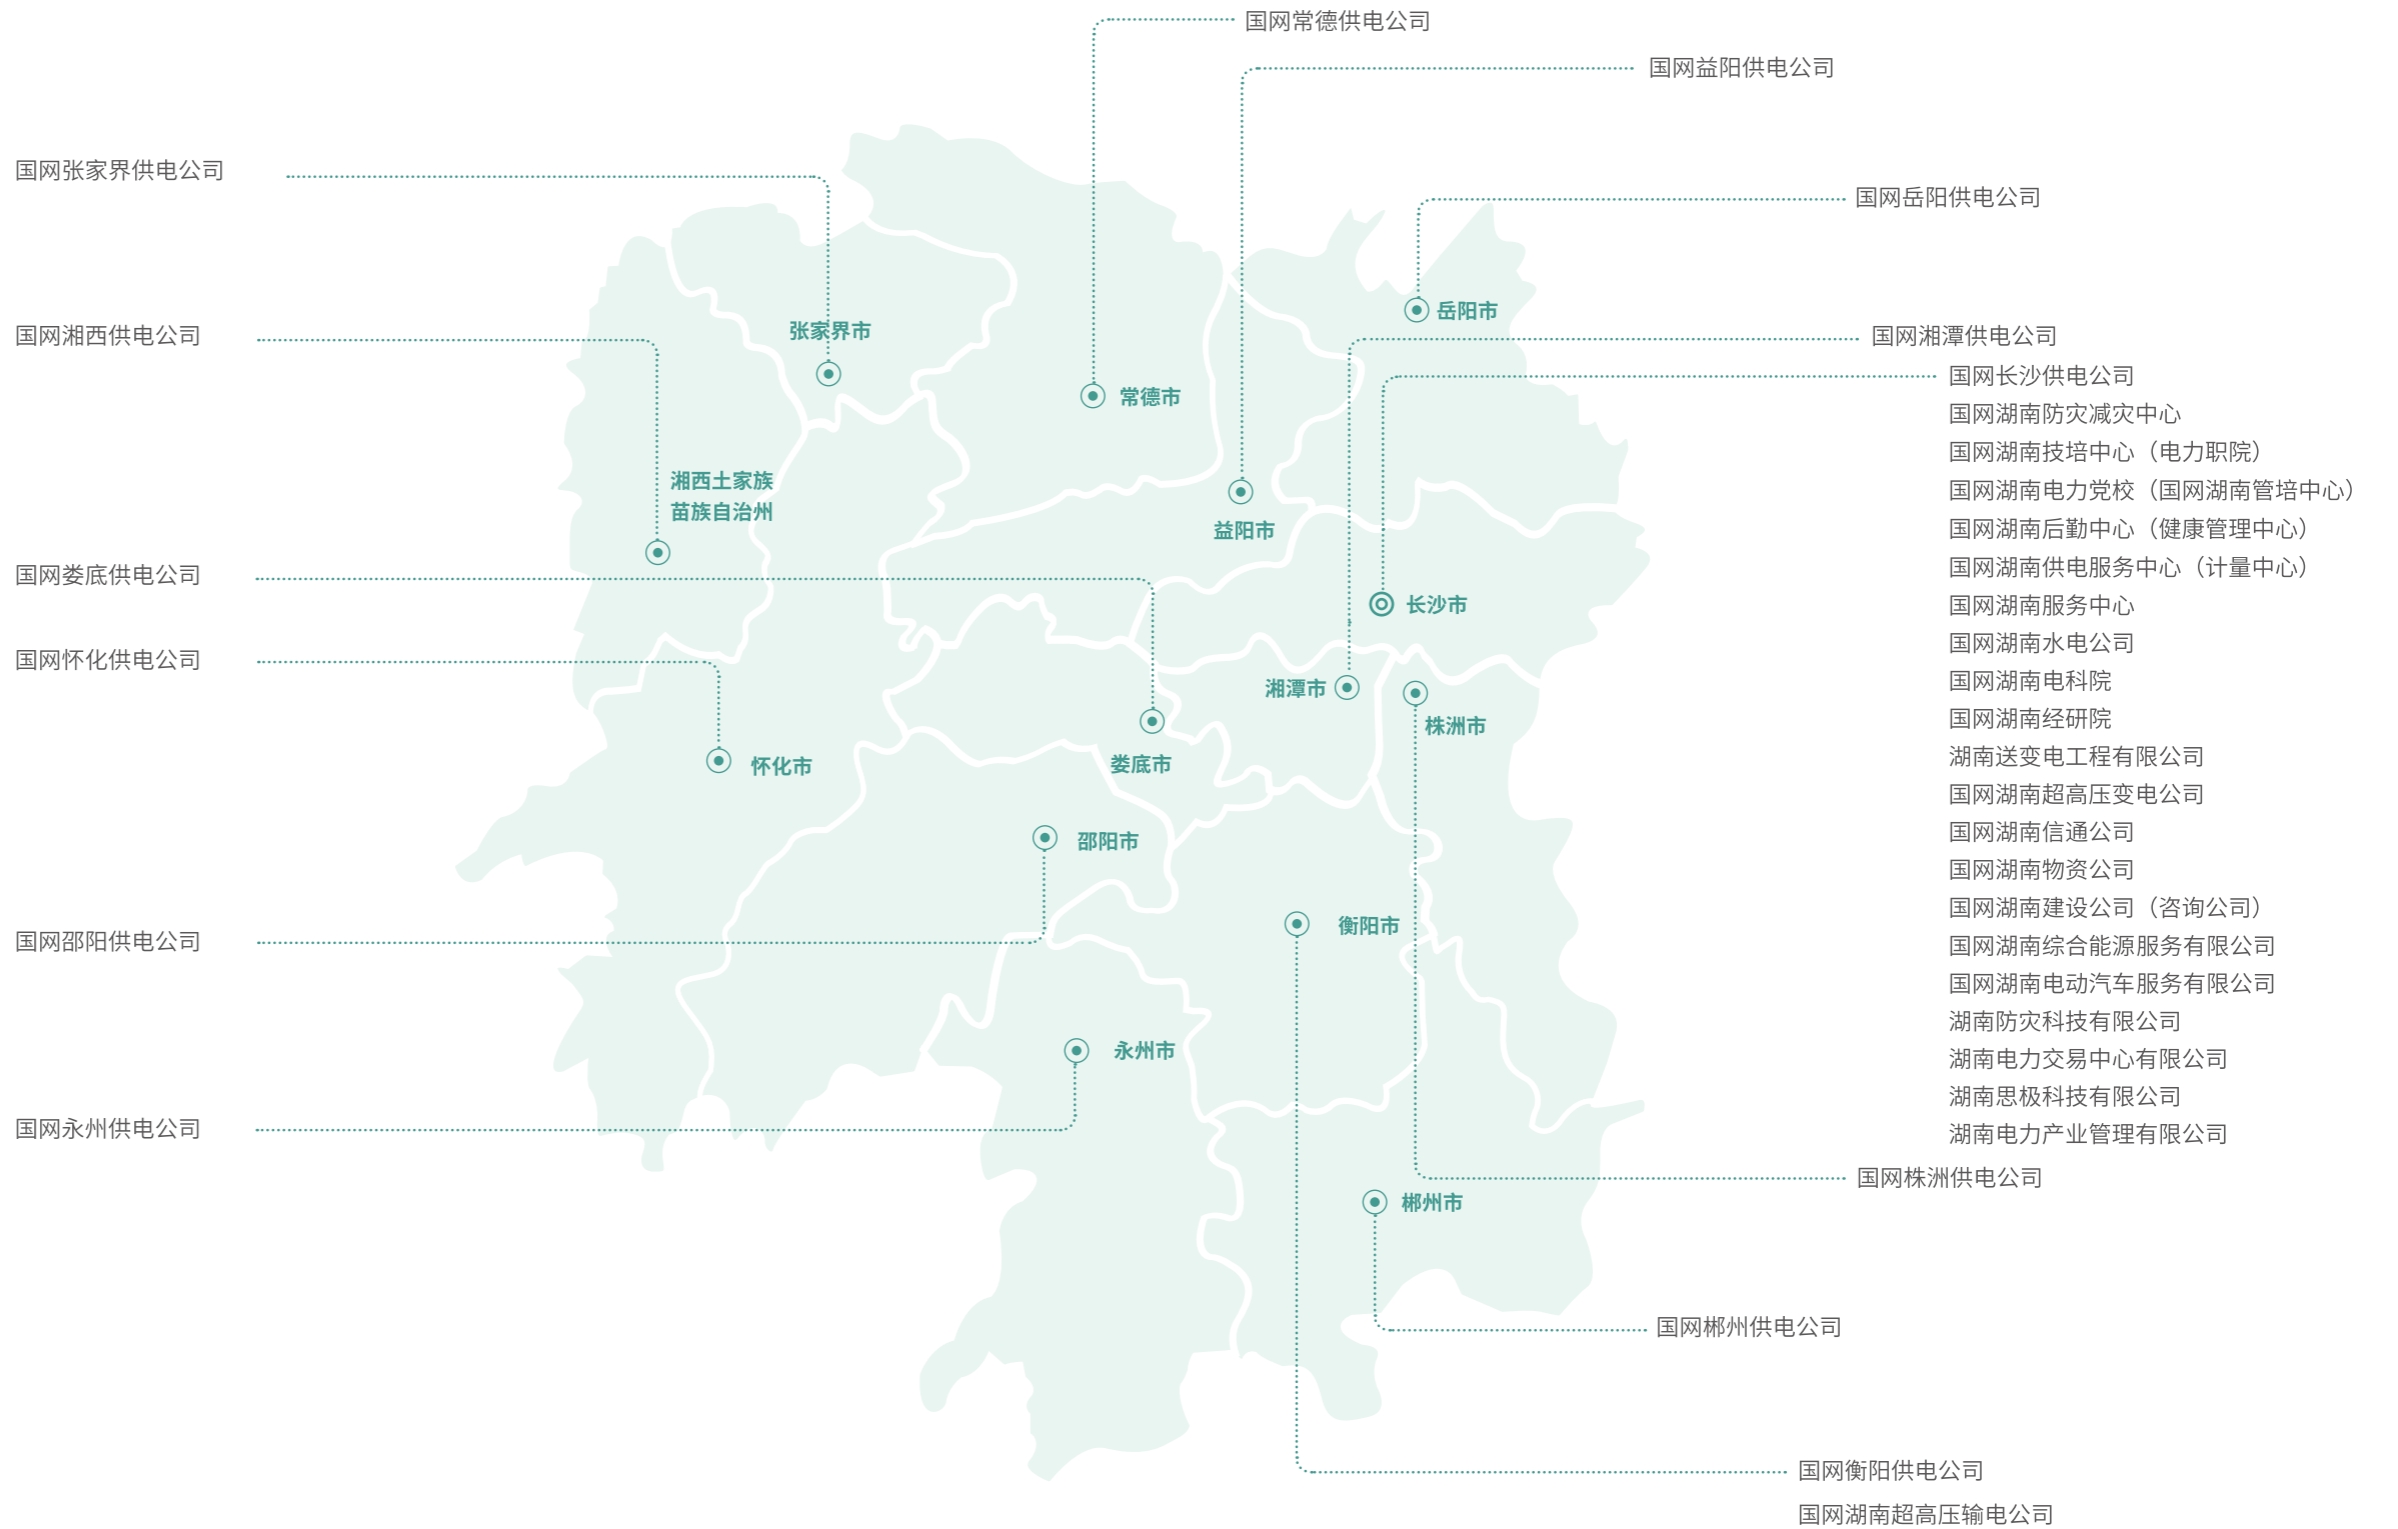 国网常德供电公司
国网益阳供电公司
国网张家界供电公司
国网岳阳供电公司
岳阳市
张家界市
国网湘西供电公司
国网湘潭供电公司
国网长沙供电公司
常德市
国网湖南防灾减灾中心
国网湖南技培中心（电力职院）
湘西土家族
苗族自治州
国网湖南电力党校（国网湖南管培中心）
益阳市
国网湖南后勤中心（健康管理中心）
国网娄底供电公司
国网湖南供电服务中心（计量中心）
长沙市
国网湖南服务中心
国网湖南水电公司
国网怀化供电公司
国网湖南电科院
湘潭市
国网湖南经研院
株洲市
湖南送变电工程有限公司
怀化市
娄底市
国网湖南超高压变电公司
国网湖南信通公司
邵阳市
国网湖南物资公司
国网湖南建设公司（咨询公司）
衡阳市
国网邵阳供电公司
国网湖南综合能源服务有限公司
国网湖南电动汽车服务有限公司
湖南防灾科技有限公司
永州市
湖南电力交易中心有限公司
湖南思极科技有限公司
国网永州供电公司
湖南电力产业管理有限公司
国网株洲供电公司
郴州市
国网郴州供电公司
国网衡阳供电公司
国网湖南超高压输电公司